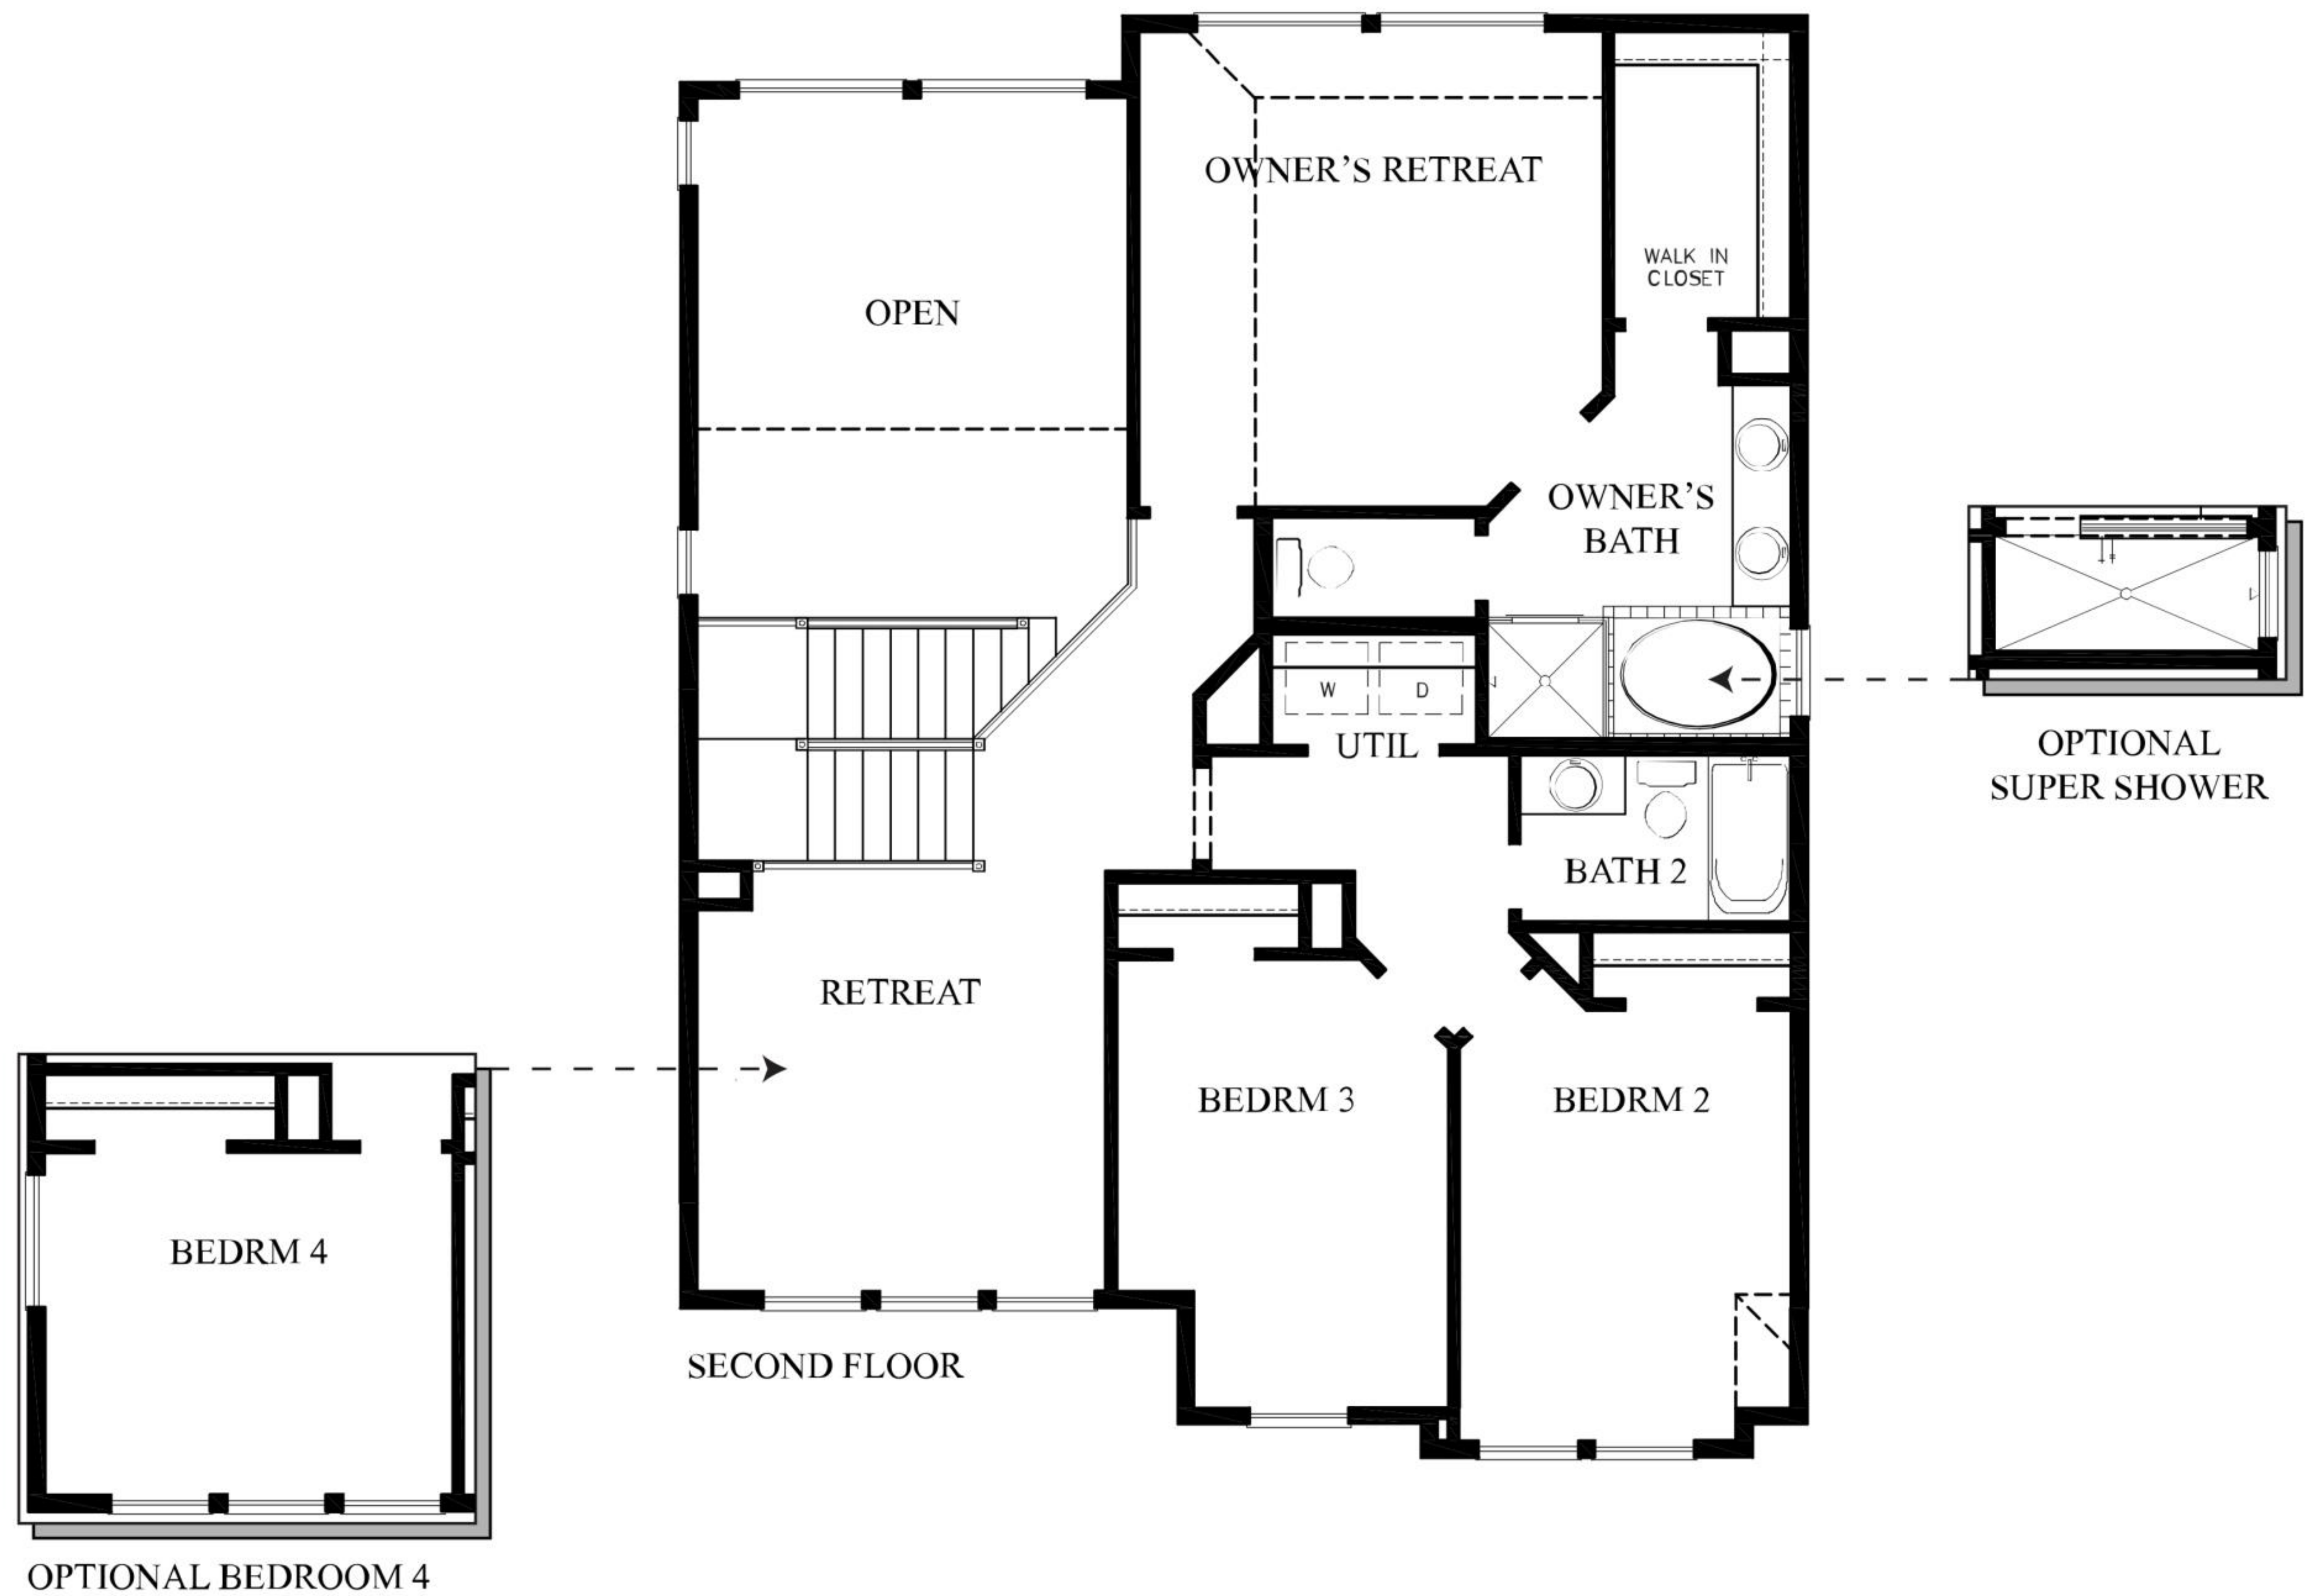 OWNER'S RETREAT
WALK IN
CLOSET
OPEN
OWNER'S
BATH
W
D
UTIL
OPTIONAL
SUPER SHOWER
BATH 2
RETREAT
BEDRM 3
BEDRM 2
BEDRM 4
SECOND FLOOR
OPTIONAL BEDROOM 4